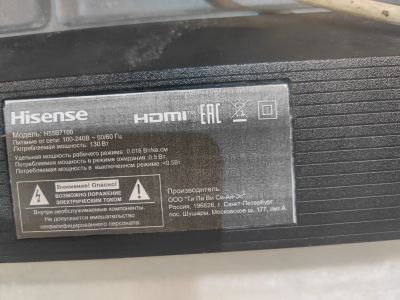 Hisense
HDMI EAC
Модель: H55B7100
Питание от сети: 100-240В ~ 50/60 Гц
Потребляемая мощность: 130 Вт
Удельная мощность рабочего режима : 0.016 Вт/кв.см
Потребляемая мощность в режиме ожидания :0.5 Вт
Потребляемая мощность в выключенном режиме :<0.5Вт
Внимание! Опасно!
ВОЗМОЖНО ПОРАЖЕНИЕ
ЭЛЕКТРИЧЕСКИМ ТОКОМ
Внутри необслуживаемые компоненты.
Не предназначается вмешательство
неквалифицированного персонала.
Производитель:
ООО "Ти Пи Ви Си-Ай-Эс"
Россия, 196626, г. Санкт-Петербург,
пос. Шушары, Московское ш. 177, лит А.